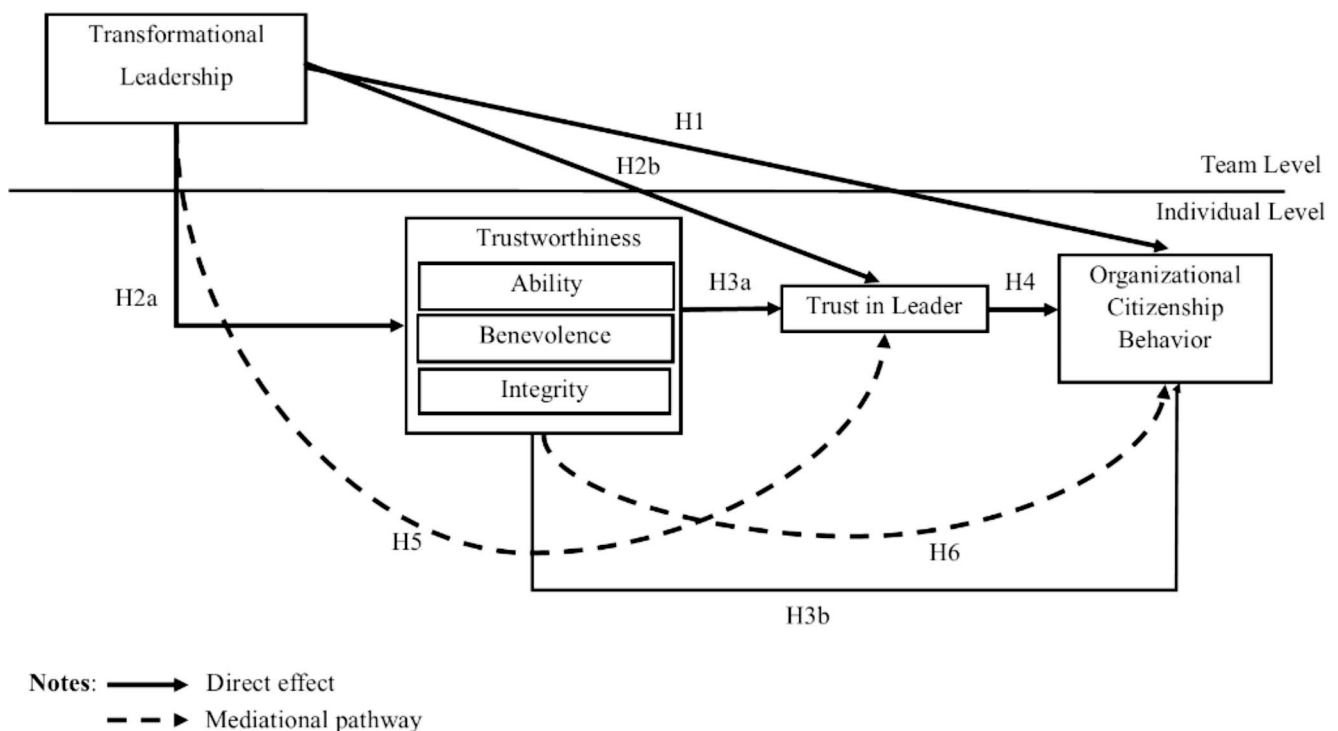 Transformational
Leadership
H1
H2b
Team Level
Individual Level
Trustworthiness
Ability
Benevolence
Integrity
H2a
H3a
Trust in Leader
H4
Organizational
Citizenship
Behavior
H5
H6
H3b
Notes: Direct effect
Mediational pathway